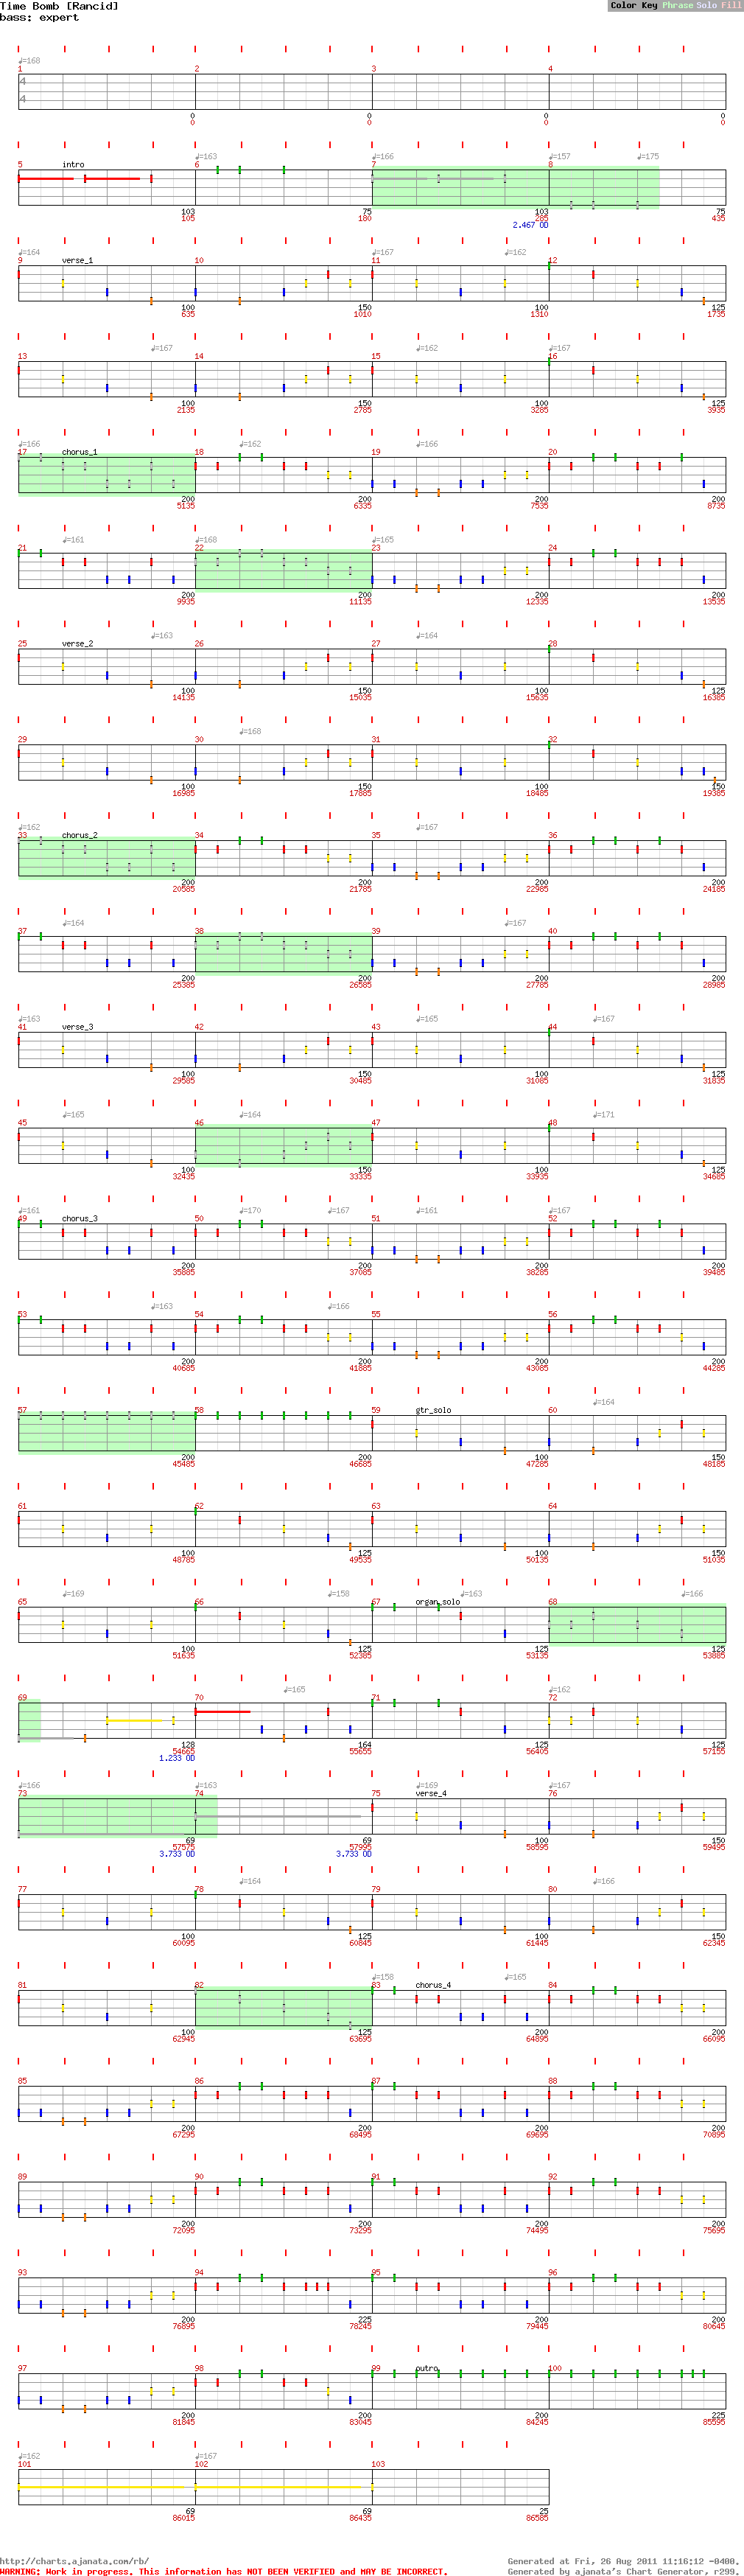 Time Bomb [Rancid] Color Key Phrase Solo Fill
bass: expert
♩=168
1 2 3 4
4
4
0 0 0 0
0 0 0 0
♩=163 ♩=166 ♩=157 ♩=175
5 intro 6 7 8
103 75 103 75
105 180 285 435
2.467 OD
♩=164 ♩=167 ♩=162
9 verse_1 10 11 12
100 150 100 125
635 1010 1310 1735
♩=167 ♩=162 ♩=167
13 14 15 16
100 150 100 125
2135 2785 3285 3935
♩=166 ♩=162 ♩=166
17 chorus_1 18 19 20
200 200 200 200
5135 6335 7535 8735
♩=161 ♩=168 ♩=165
21 22 23 24
200 200 200 200
9935 11135 12335 13535
♩=163 ♩=164
25 verse_2 26 27 28
100 150 100 125
14135 15035 15635 16385
♩=168
29 30 31 32
100 150 100 150
16985 17885 18485 19385
♩=162 ♩=167
33 chorus_2 34 35 36
200 200 200 200
20585 21785 22985 24185
♩=164 ♩=167
37 38 39 40
200 200 200 200
25385 26585 27785 28985
♩=163 ♩=165 ♩=167
41 verse_3 42 43 44
100 150 100 125
29585 30485 31085 31835
♩=165 ♩=164 ♩=171
45 46 47 48
100 150 100 125
32435 33335 33935 34685
♩=161 ♩=170 ♩=167 ♩=161 ♩=167
49 chorus_3 50 51 52
200 200 200 200
35885 37085 38285 39485
♩=163 ♩=166
53 54 55 56
200 200 200 200
40685 41885 43085 44285
♩=164
57 58 59 gtr_solo 60
200 200 100 150
45485 46685 47285 48185
61 62 63 64
100 125 100 150
48785 49535 50135 51035
♩=169 ♩=158 ♩=163 ♩=166
65 66 67 organ_solo 68
100 125 125 125
51635 52385 53135 53885
♩=165 ♩=162
69 70 71 72
128 164 125 125
54665 55655 56405 57155
1.233 OD
♩=166 ♩=163 ♩=169 ♩=167
73 74 75 verse_4 76
69 69 100 150
57575 57995 58595 59495
3.733 OD 3.733 OD
♩=164 ♩=166
77 78 79 80
100 125 100 150
60095 60845 61445 62345
♩=158 ♩=165
81 82 83 chorus_4 84
100 125 200 200
62945 63695 64895 66095
85 86 87 88
200 200 200 200
67295 68495 69695 70895
89 90 91 92
200 200 200 200
72095 73295 74495 75695
93 94 95 96
200 225 200 200
76895 78245 79445 80645
97 98 99 outro 100
200 200 200 225
81845 83045 84245 85595
♩=162 ♩=167
101 102 103
69 69 25
86015 86435 86585
http://charts.ajanata.com/rb/ Generated at Fri, 26 Aug 2011 11:16:12 -0400.
WARNING: Work in progress. This information has NOT BEEN VERIFIED and MAY BE INCORRECT. Generated by ajanata's Chart Generator, r299.